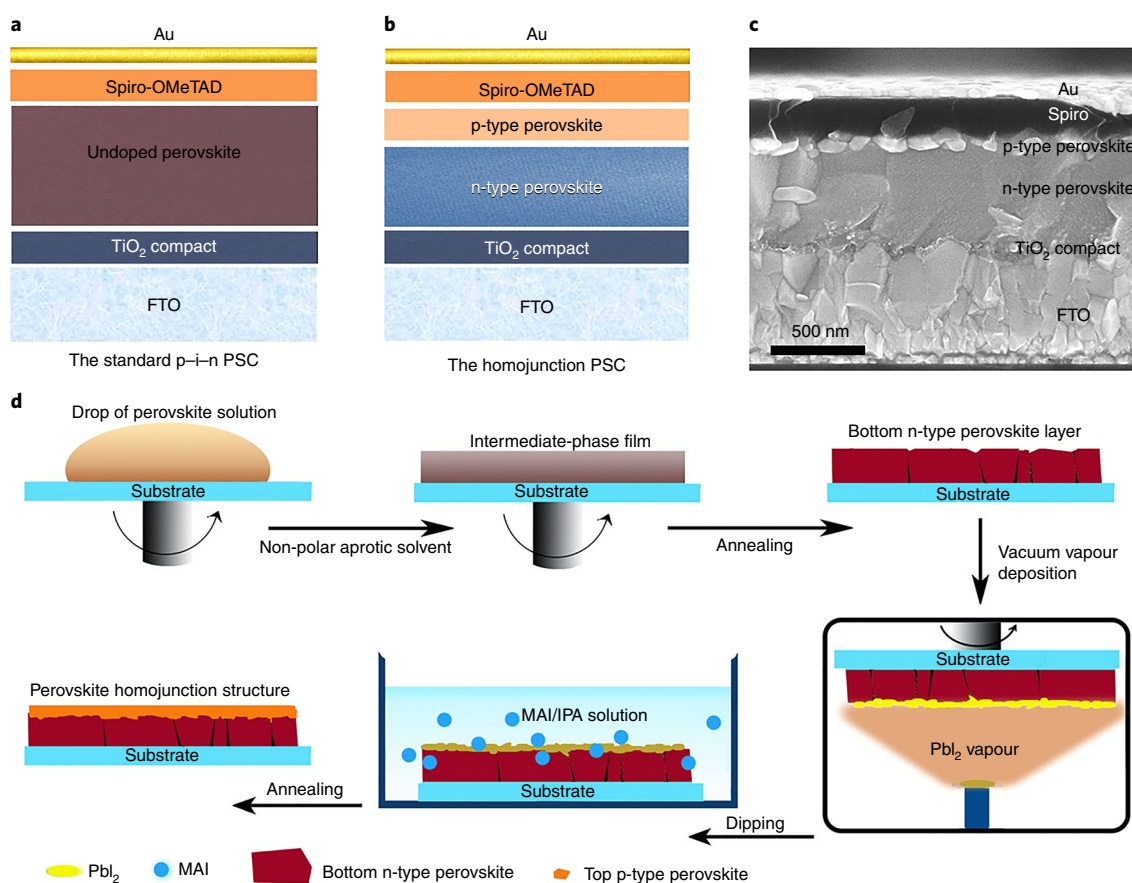 a
Au
Spiro-OMeTAD
Undoped perovskite
TiO₂ compact
FTO
The standard p–i–n PSC
b
Au
Spiro-OMeTAD
p-type perovskite
n-type perovskite
TiO₂ compact
FTO
The homojunction PSC
c
Au
Spiro
p-type perovskite
n-type perovskite
TiO₂ compact
FTO
500 nm
d
Drop of perovskite solution
Substrate
Non-polar aprotic solvent
Intermediate-phase film
Substrate
Annealing
Bottom n-type perovskite layer
Substrate
Vacuum vapour
deposition
Substrate
PbI₂ vapour
Dipping
MAI/IPA solution
Substrate
Annealing
Perovskite homojunction structure
Substrate
PbI₂
MAI
Bottom n-type perovskite
Top p-type perovskite